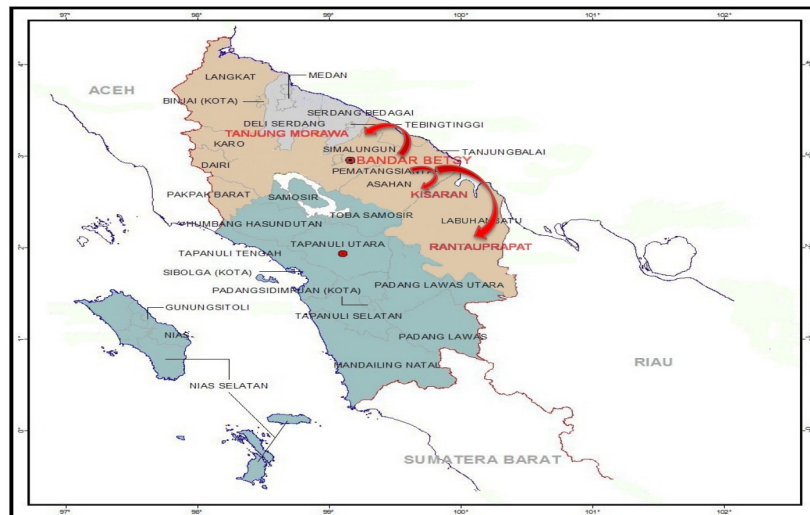 97° 98° 99° 100° 101° 102°
ACEH
LANGKAT
MEDAN
BINJAI (KOTA)
SERDANG BEDAGAI
DELI SERDANG
TEBINGTINGGI
TANJUNG MORAWA
KARO
SIMALUNGUN
TANJUNGBALAI
DAIRI
BANDAR BETSY
PEMATANGSIANTAR
ASAHAN
PAKPAK BARAT
SAMOSIR
KISARAN
TOBA SAMOSIR
LABUHANBATU
HUMBANG HASUNDUTAN
TAPANULI UTARA
RANTAUPRAPAT
TAPANULI TENGAH
SIBOLGA (KOTA)
PADANG LAWAS UTARA
PADANGSIDIMPUAN (KOTA)
GUNUNGSITOLI
TAPANULI SELATAN
NIAS
PADANG LAWAS
RIAU
MANDAILING NATAL
NIAS SELATAN
SUMATERA BARAT
97° 98° 99° 100° 101° 102°